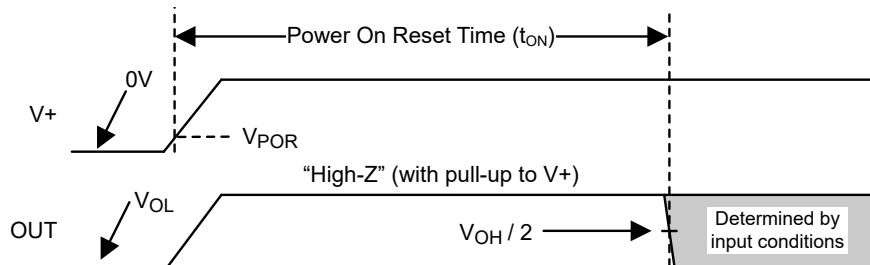 Power On Reset Time (tON)
0V
V+
VPOR
“High-Z” (with pull-up to V+)
VOL
OUT
VOH / 2
Determined by
input conditions